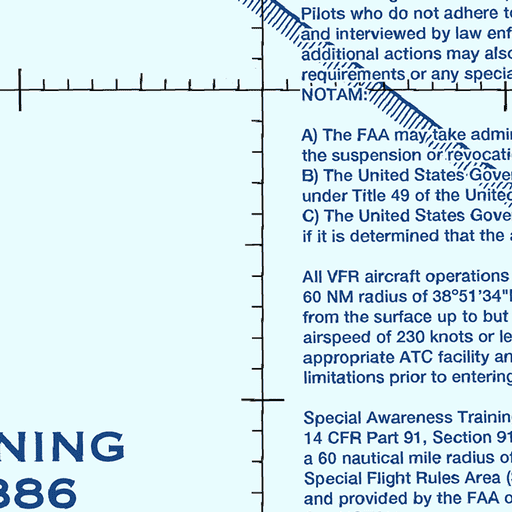 Pilots who do not adhere to
and interviewed by law enf
additional actions may also
requirements or any specia
NOTAM:
A) The FAA may take admin
the suspension or revocati
B) The United States Gover
under Title 49 of the United
C) The United States Gove
if it is determined that the a
All VFR aircraft operations
60 NM radius of 38°51'34"N
from the surface up to but
airspeed of 230 knots or le
appropriate ATC facility an
limitations prior to entering
Special Awareness Training
14 CFR Part 91, Section 91
a 60 nautical mile radius of
Special Flight Rules Area (
and provided by the FAA o
NING
886